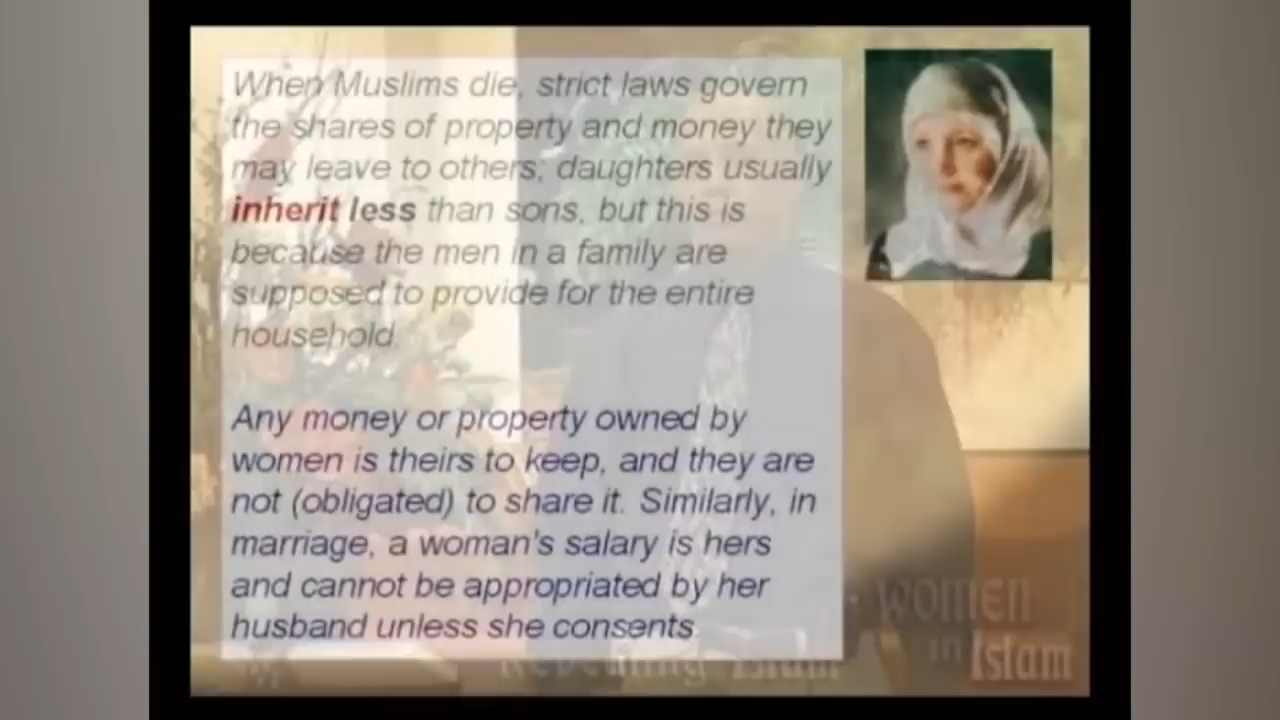 When Muslims die, strict laws govern
the shares of property and money they
may leave to others; daughters usually
inherit less than sons, but this is
because the men in a family are
supposed to provide for the entire
household.
Any money or property owned by
women is theirs to keep, and they are
not (obligated) to share it. Similarly, in
marriage, a woman's salary is hers
and cannot be appropriated by her
husband unless she consents.
WOMEN
in Islam
Islam